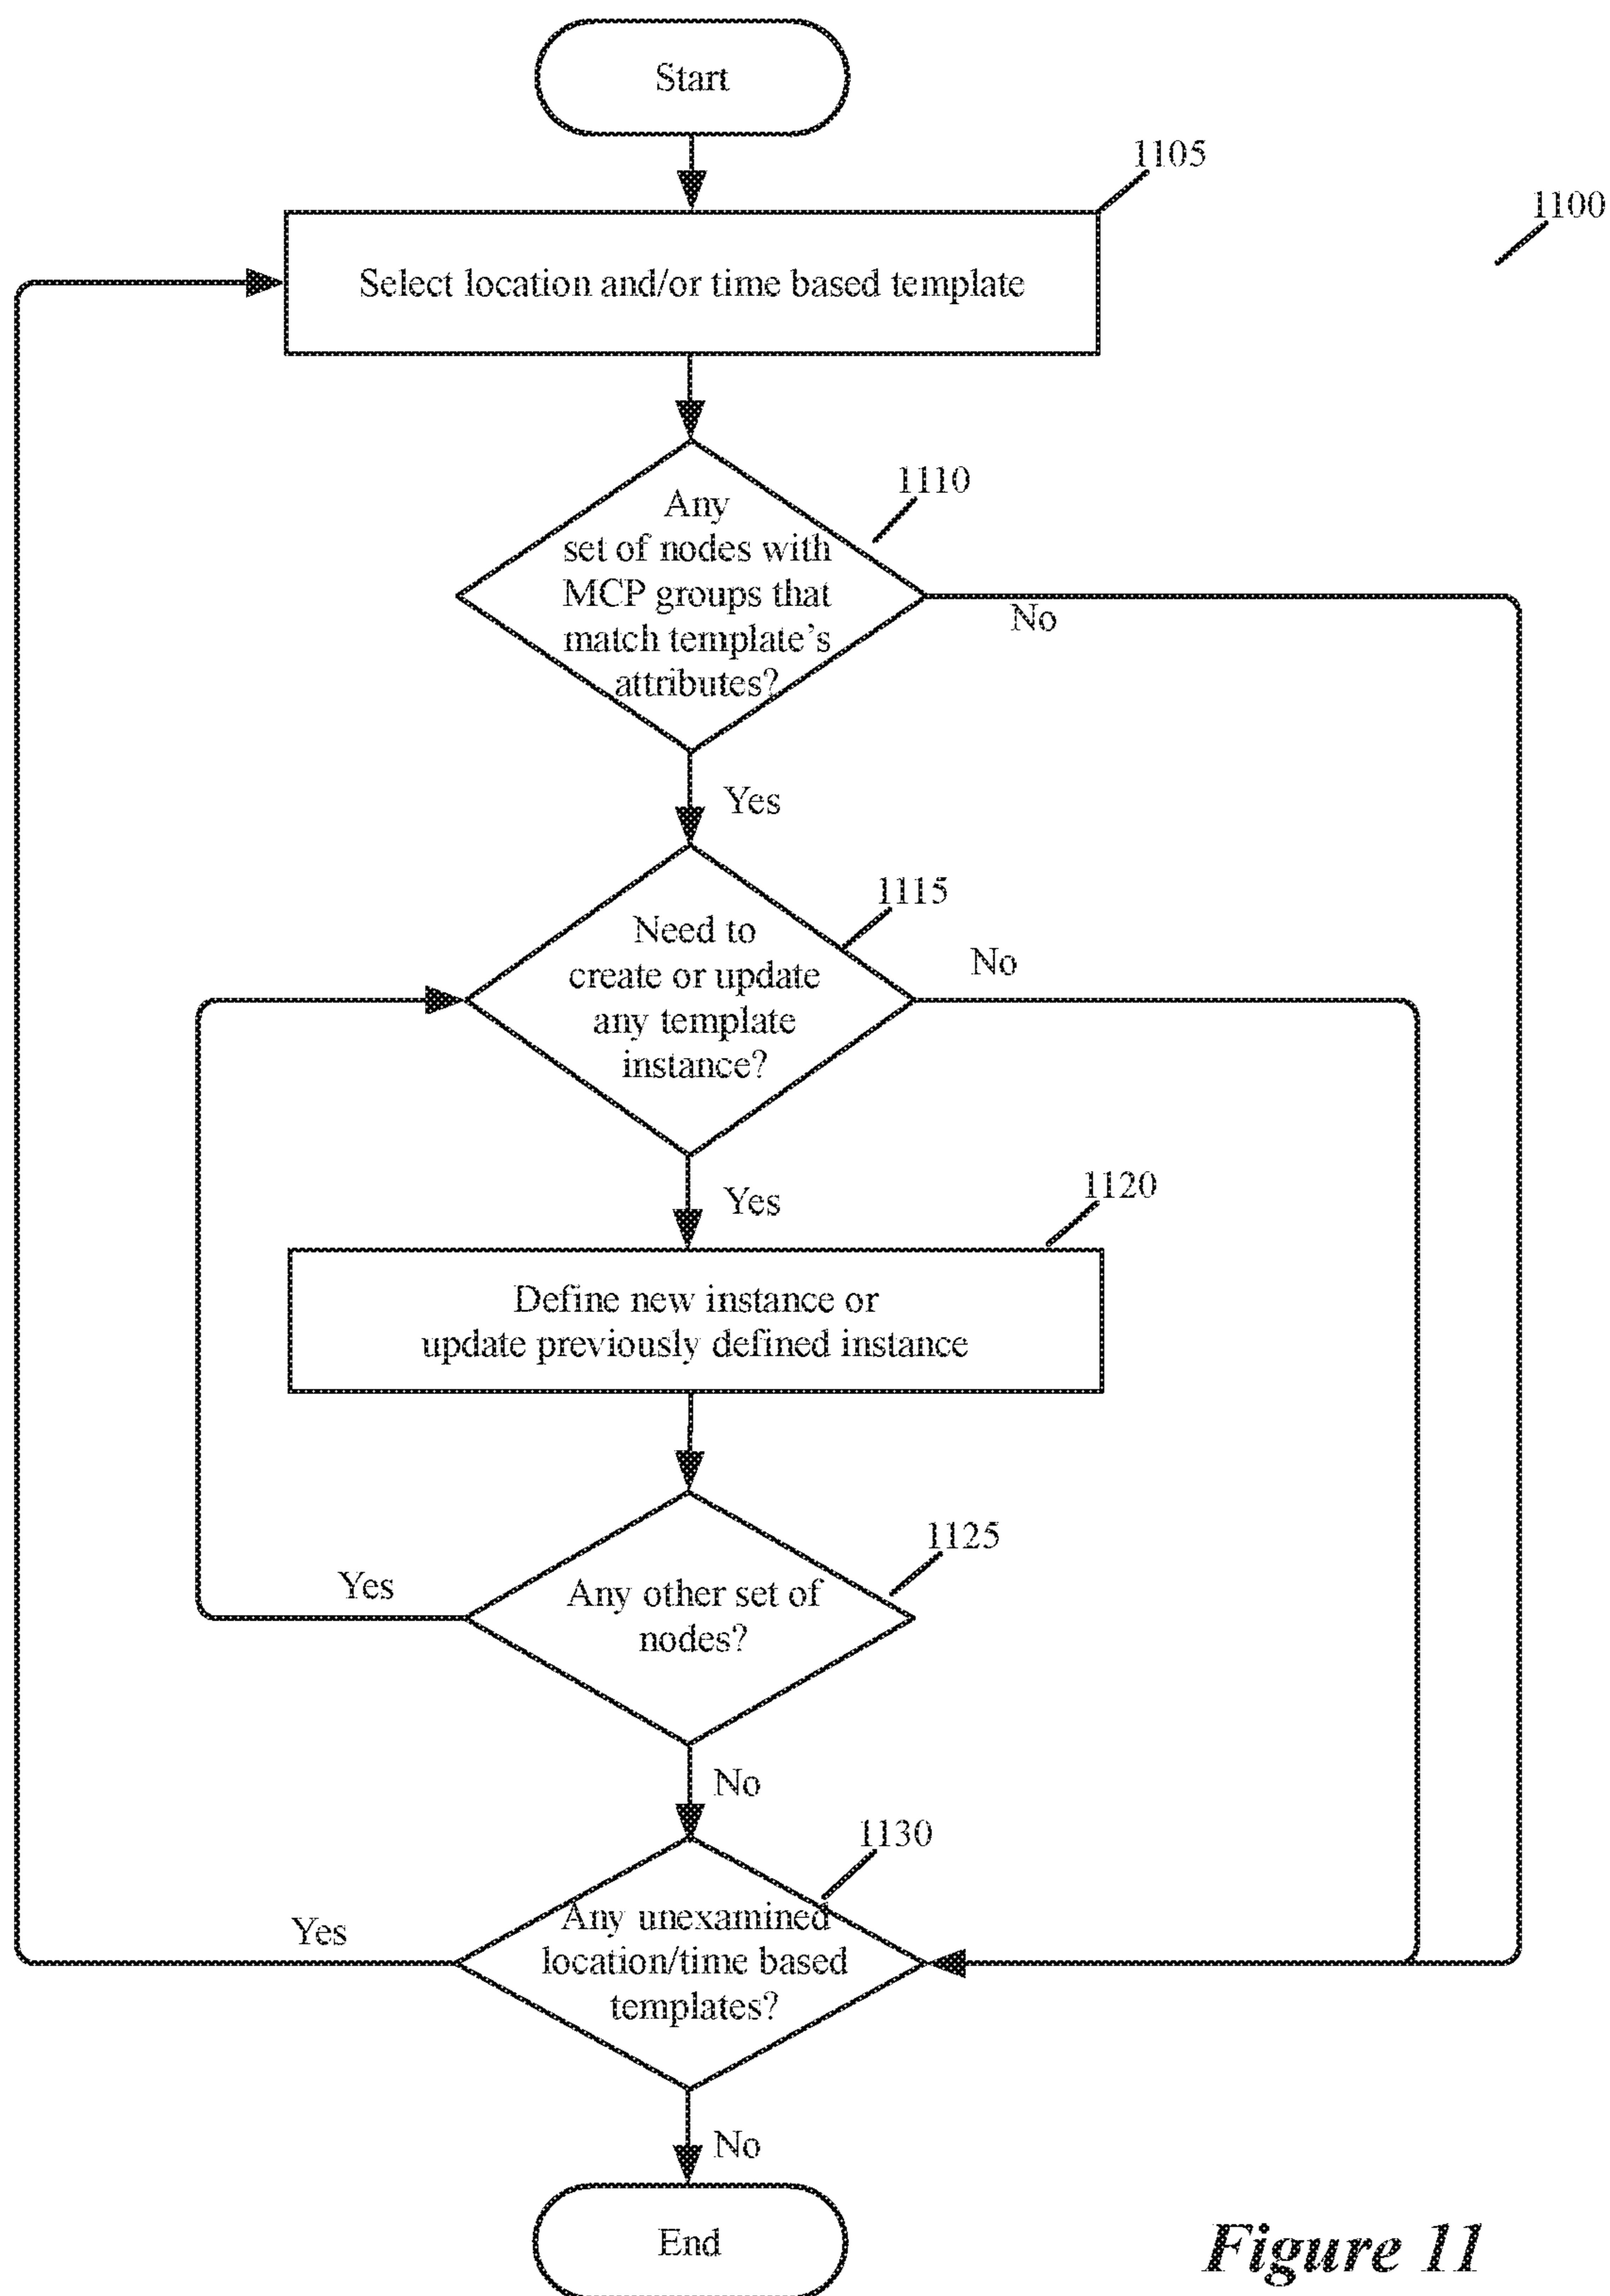 Start
1105
1100
Select location and/or time based template
1110
Any
set of nodes with
MCP groups that
match template's
attributes?
No
Yes
1115
Need to
create or update
any template
instance?
No
Yes
1120
Define new instance or
update previously defined instance
1125
Any other set of
nodes?
Yes
No
1130
Any unexamined
location/time based
templates?
Yes
No
End
Figure 11